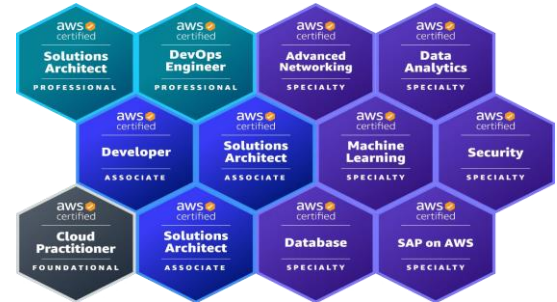 aws
certified
Solutions
Architect
PROFESSIONAL
aws
certified
DevOps
Engineer
PROFESSIONAL
aws
certified
Advanced
Networking
SPECIALTY
aws
certified
Data
Analytics
SPECIALTY
aws
certified
Developer
ASSOCIATE
aws
certified
Solutions
Architect
ASSOCIATE
aws
certified
Machine
Learning
SPECIALTY
aws
certified
Security
SPECIALTY
aws
certified
Cloud
Practitioner
FOUNDATIONAL
aws
certified
Solutions
Architect
ASSOCIATE
aws
certified
Database
SPECIALTY
aws
certified
SAP on AWS
SPECIALTY